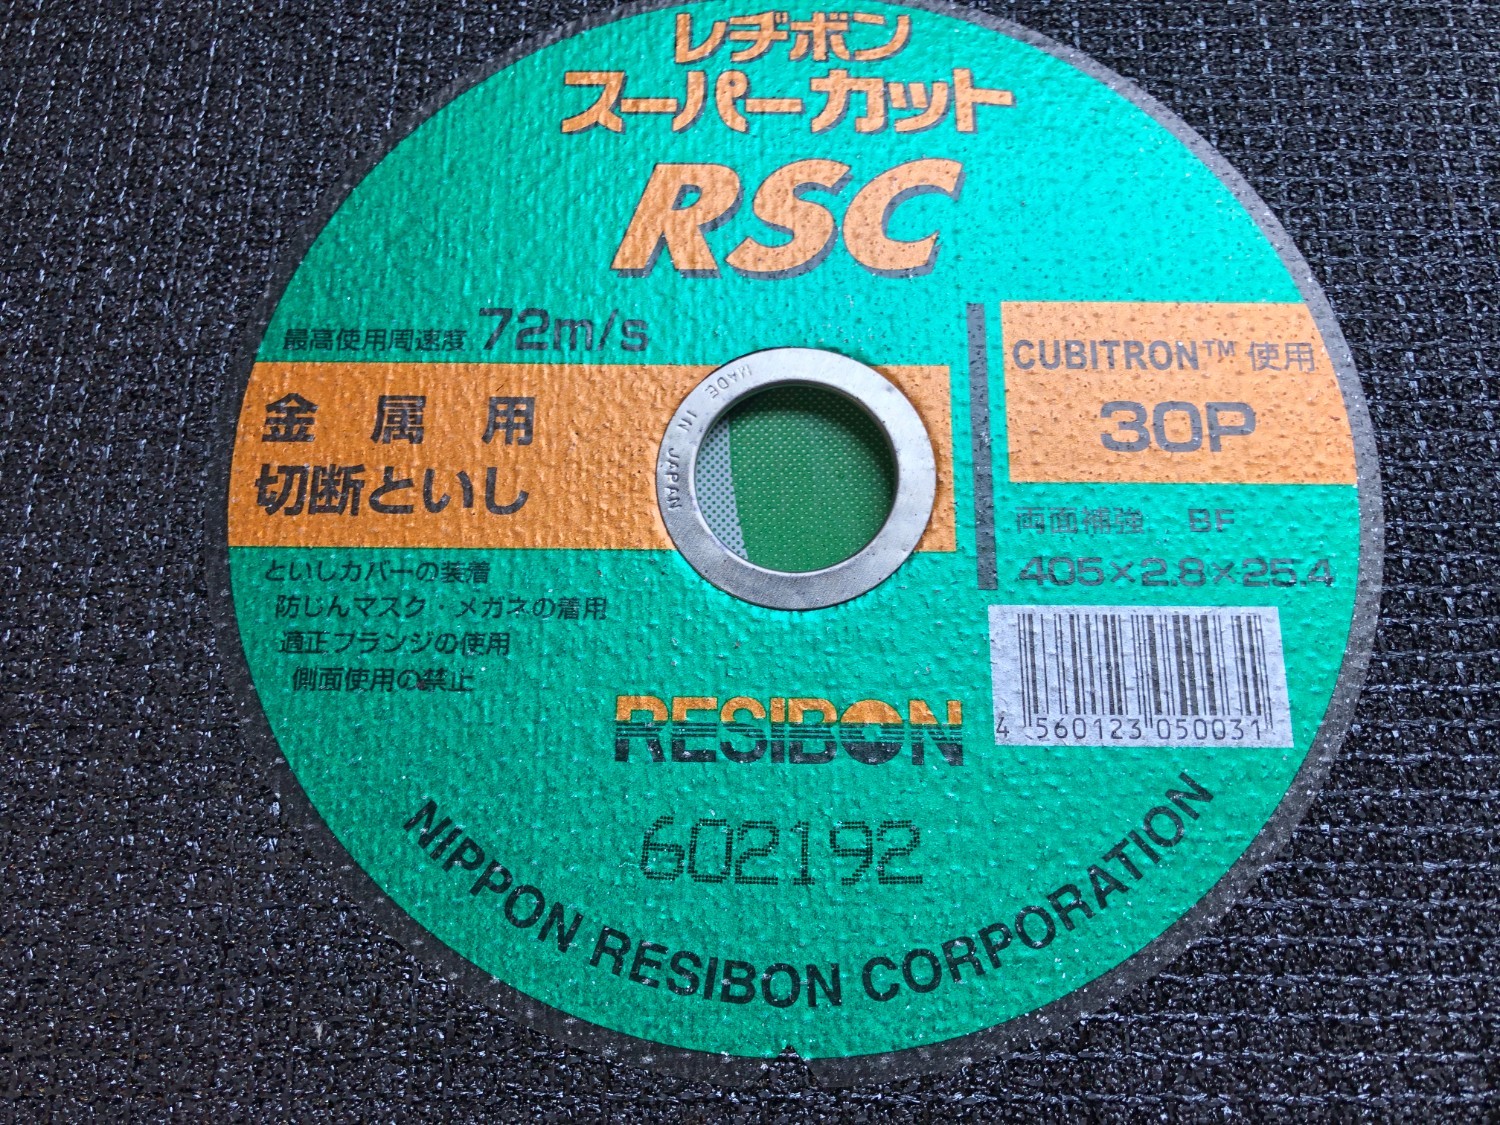 レヂボン
スーパーカット
RSC
最高使用周速度 72m/s
金属用
切断といし
といしカバーの装着
防じんマスク・メガネの着用
適正フランジの使用
側面使用の禁止
MADE IN JAPAN
CUBITRON™ 使用
30P
両面補強 BF
405×2.8×25.4
4 560123 050031
RESIBON
602192
NIPPON RESIBON CORPORATION